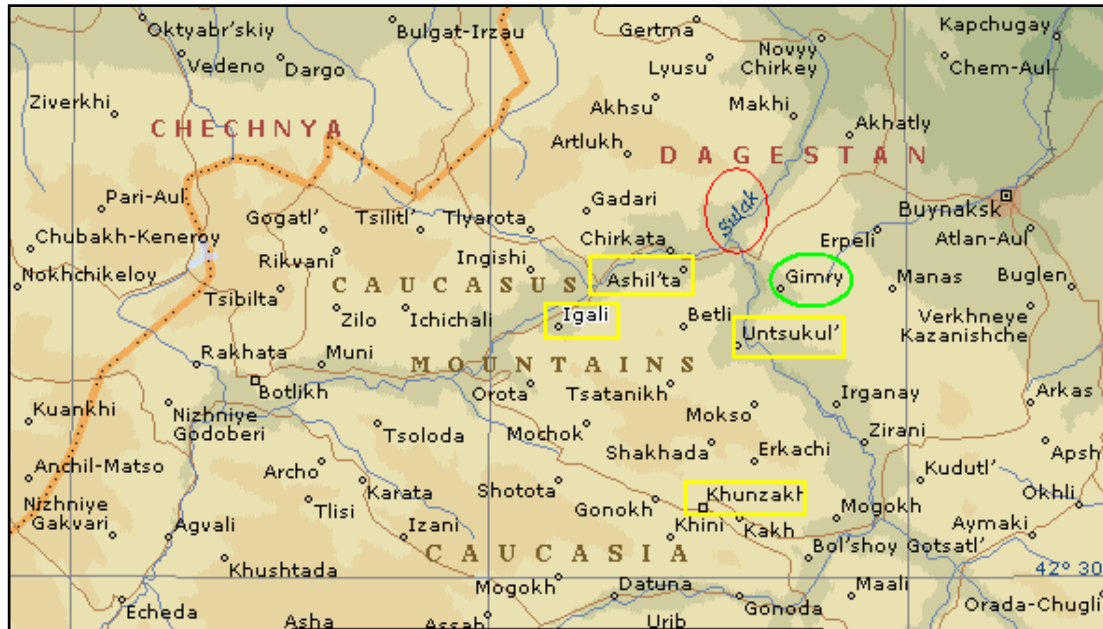 Oktyabr'skiy
Bulgat-Irzau
Gertma
Kapchugay
Vedeno
Dargo
Lyusu
Novyy
Chirkey
Chem-Aul
Ziverkhi
Akhsu
Makhi
CHECHNYA
Artlukh
Akhatly
DAGESTAN
Pari-Aul
Gogatl'
Tsilitl'
Tlyarota
Gadari
Sulak
Buynaksk
Chubakh-Keneroy
Rikvani
Ingishi
Chirkata
Erpeli
Atlan-Aul
Nokhchikeloy
Tsibilta
CAUCASUS
Ashil'ta
Gimry
Manas
Buglen
Zilo
Ichichali
Igali
Betli
Untsukul'
Verkhneye
Kazanishche
Rakhata
Muni
MOUNTAINS
Botlikh
Orota
Tsatanikh
Irganay
Arkas
Kuankhi
Nizhniye
Godoberi
Tsoloda
Mochok
Mokso
Zirani
Shakhada
Erkachi
Apsh
Anchil-Matso
Archo
Kudutl'
Nizhniye
Gakvari
Tlisi
Karata
Shotota
Gonokh
Khunzakh
Mogokh
Okhli
Agvali
Izani
Khini
Kakh
Aymaki
Khushtada
CAUCASIA
Bol'shoy Gotsatl'
42° 30
Mogokh
Datuna
Maali
Echeda
Asha
Assab
Urib
Gonoda
Orada-Chugli